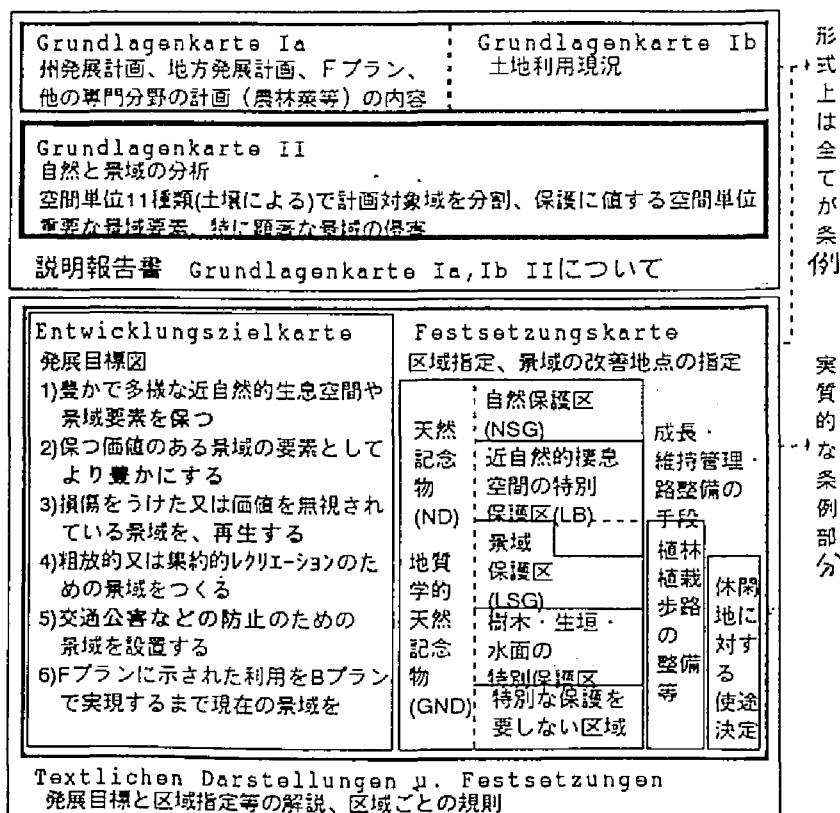 Grundlagenkarte Ia
州発展計画、地方発展計画、Fプラン、
他の専門分野の計画（農林業等）の内容
Grundlagenkarte Ib
土地利用現況
Grundlagenkarte II
自然と景域の分析
空間単位11種類(土壌による)で計画対象域を分割、保護に値する空間単位
重要な景域要素、特に顕著な景域の侵害
説明報告書 Grundlagenkarte Ia,Ib IIについて
形式上は全てが条例
Entwicklungszielkarte
発展目標図
1)豊かで多様な近自然的生息空間や
景域要素を保つ
2)保つ価値のある景域の要素として
より豊かにする
3)損傷をうけた又は価値を無視され
ている景域を、再生する
4)粗放的又は集約的レクリエーションのた
めの景域をつくる
5)交通公害などの防止のための
景域を設置する
6)Fプランに示された利用をBプラン
で実現するまで現在の景域を
Festsetzungskarte
区域指定、景域の改善地点の指定
天然
記念
物
(ND)
地質
学的
天然
記念
物
(GND)
自然保護区
(NSG)
近自然的棲息
空間の特別
保護区(LB)
景域
保護区
(LSG)
樹木・生垣・
水面の
特別保護区
特別な保護を
要しない区域
成長・
維持管理・
路整備の
手段
植林
植栽
歩路
の
整備
等
休閑
地に
対す
る
使途
決定
実質的な条例部分
Textlichen Darstellungen u. Festsetzungen
発展目標と区域指定等の解説、区域ごとの規則